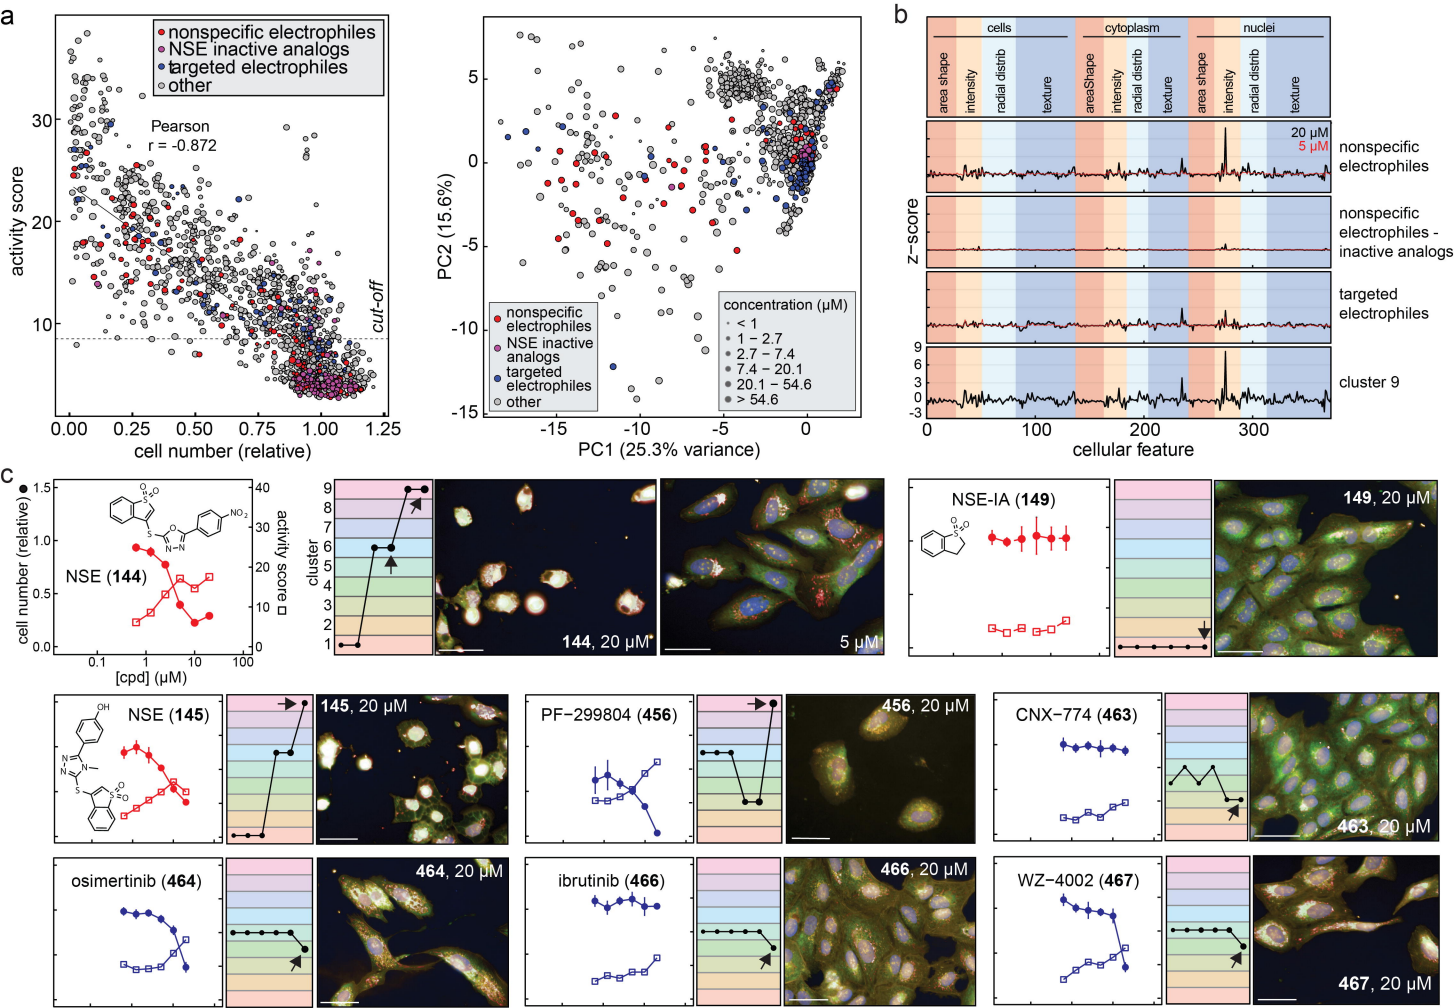 a
nonspecific electrophiles
NSE inactive analogs
targeted electrophiles
other
Pearson
r = -0.872
activity score
30
20
10
cut-off
0.00
0.25
0.50
0.75
1.00
1.25
cell number (relative)
PC2 (15.6%)
5
0
-5
-10
-15
nonspecific
electrophiles
NSE inactive
analogs
targeted
electrophiles
other
concentration (µM)
< 1
1 – 2.7
2.7 – 7.4
7.4 – 20.1
20.1 – 54.6
> 54.6
-15
-10
-5
0
PC1 (25.3% variance)
b
cells
cytoplasm
nuclei
area shape
intensity
radial distrib
texture
areaShape
intensity
radial distrib
texture
area shape
intensity
radial distrib
texture
20 µM
5 µM
nonspecific
electrophiles
nonspecific
electrophiles -
inactive analogs
targeted
electrophiles
cluster 9
z-score
9
6
3
0
-3
0
100
200
300
cellular feature
c
cell number (relative)
1.5
1.0
0.5
0.0
40
30
20
10
0
activity score
O
O
S
S
O
N
N
NO2
NSE (144)
0.1
1
10
100
[cpd] (µM)
cluster
9
8
7
6
5
4
3
2
1
144, 20 µM
5 µM
NSE-IA (149)
O
O
S
149, 20 µM
NSE (145)
OH
N
N
N
S
S
O
O
145, 20 µM
PF−299804 (456)
456, 20 µM
CNX−774 (463)
463, 20 µM
osimertinib (464)
464, 20 µM
ibrutinib (466)
466, 20 µM
WZ−4002 (467)
467, 20 µM